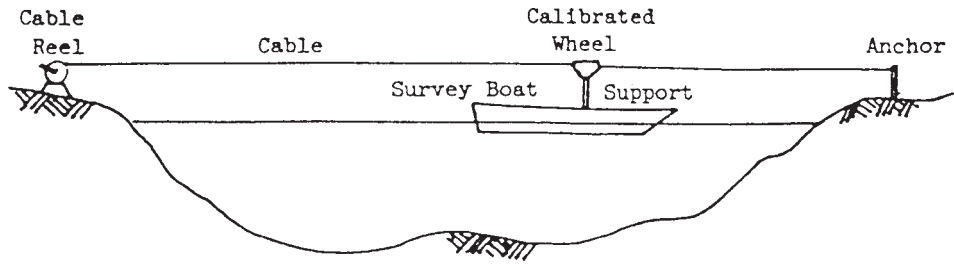 Cable
Reel
Cable
Calibrated
Wheel
Anchor
Survey Boat
Support